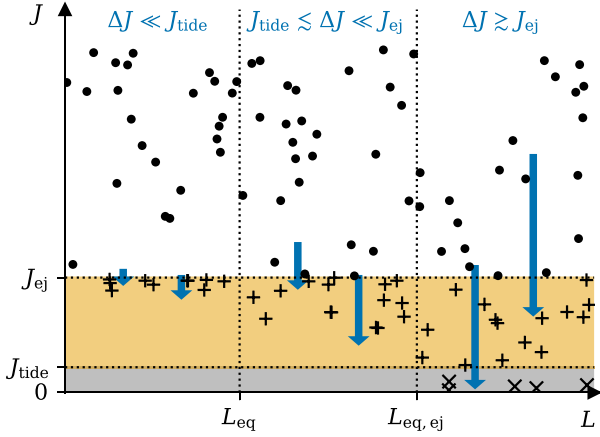 J
ΔJ ≪ J_tide
J_tide ≲ ΔJ ≪ J_ej
ΔJ ≳ J_ej
J_ej
J_tide
0
L_eq
L_eq, ej
L